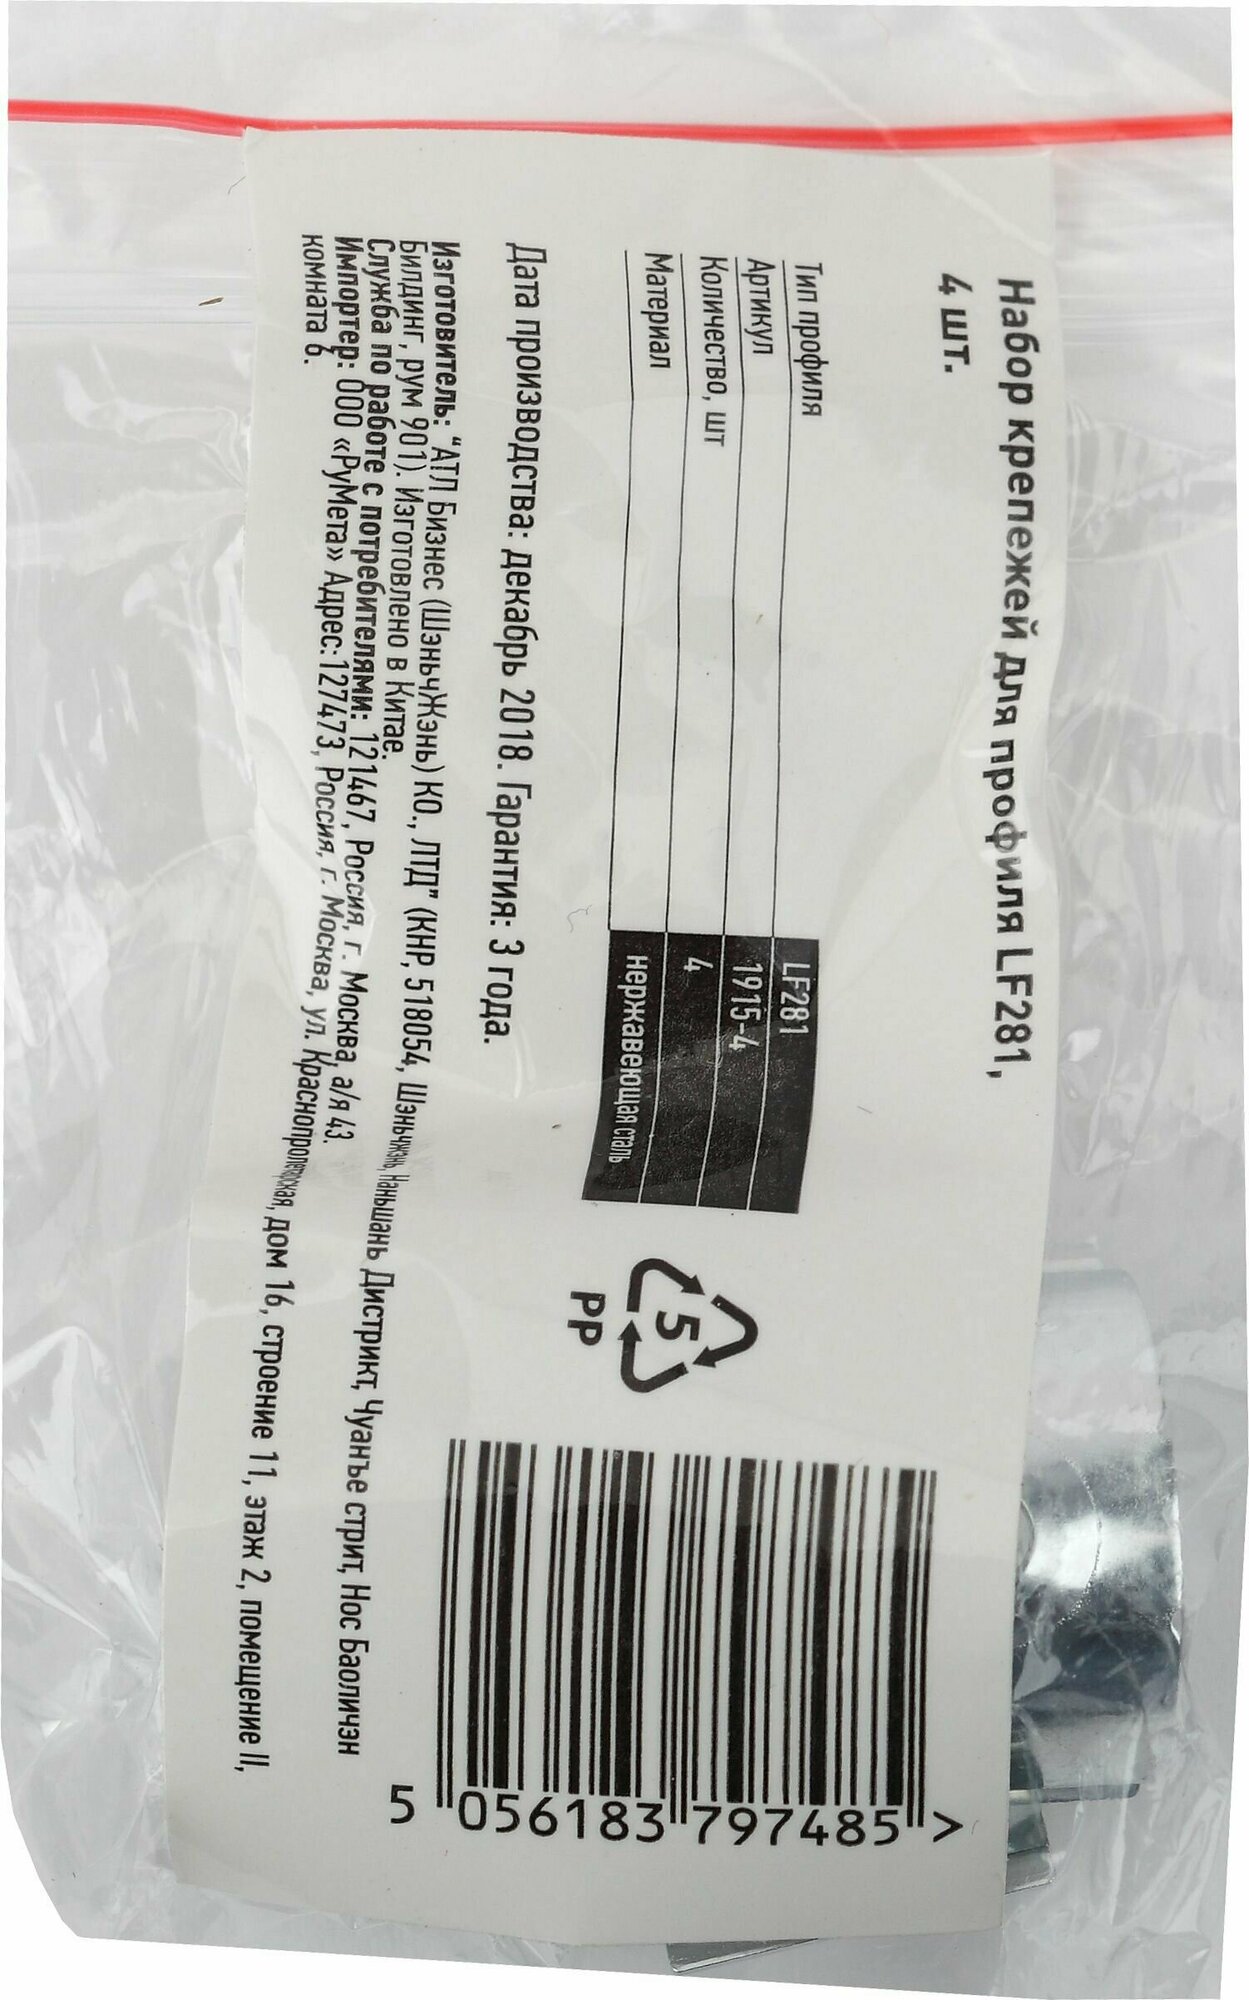 Набор крепежей для профиля LF281,
4 шт.
Тип профиля LF281
Артикул 1915-4
Количество, шт 4
Материал нержавеющая сталь
5
PP
Дата производства: декабрь 2018. Гарантия: 3 года.
Изготовитель: "АТЛ Бизнес (ШэньчЖэнь) КО., ЛТД" (КНР, 518054, Шэньчжэнь, Наньшань Дистрикт, Чуанъе стрит, Нос Баоличэн
Билдинг, рум 901). Изготовлено в Китае.
Служба по работе с потребителями: 121467, Россия, г. Москва, а/я 43.
Импортер: ООО «РуМета» Адрес:127473, Россия, г. Москва, ул. Краснопролетарская, дом 16, строение 11, этаж 2, помещение II,
комната 6.
5 056183 797485 >